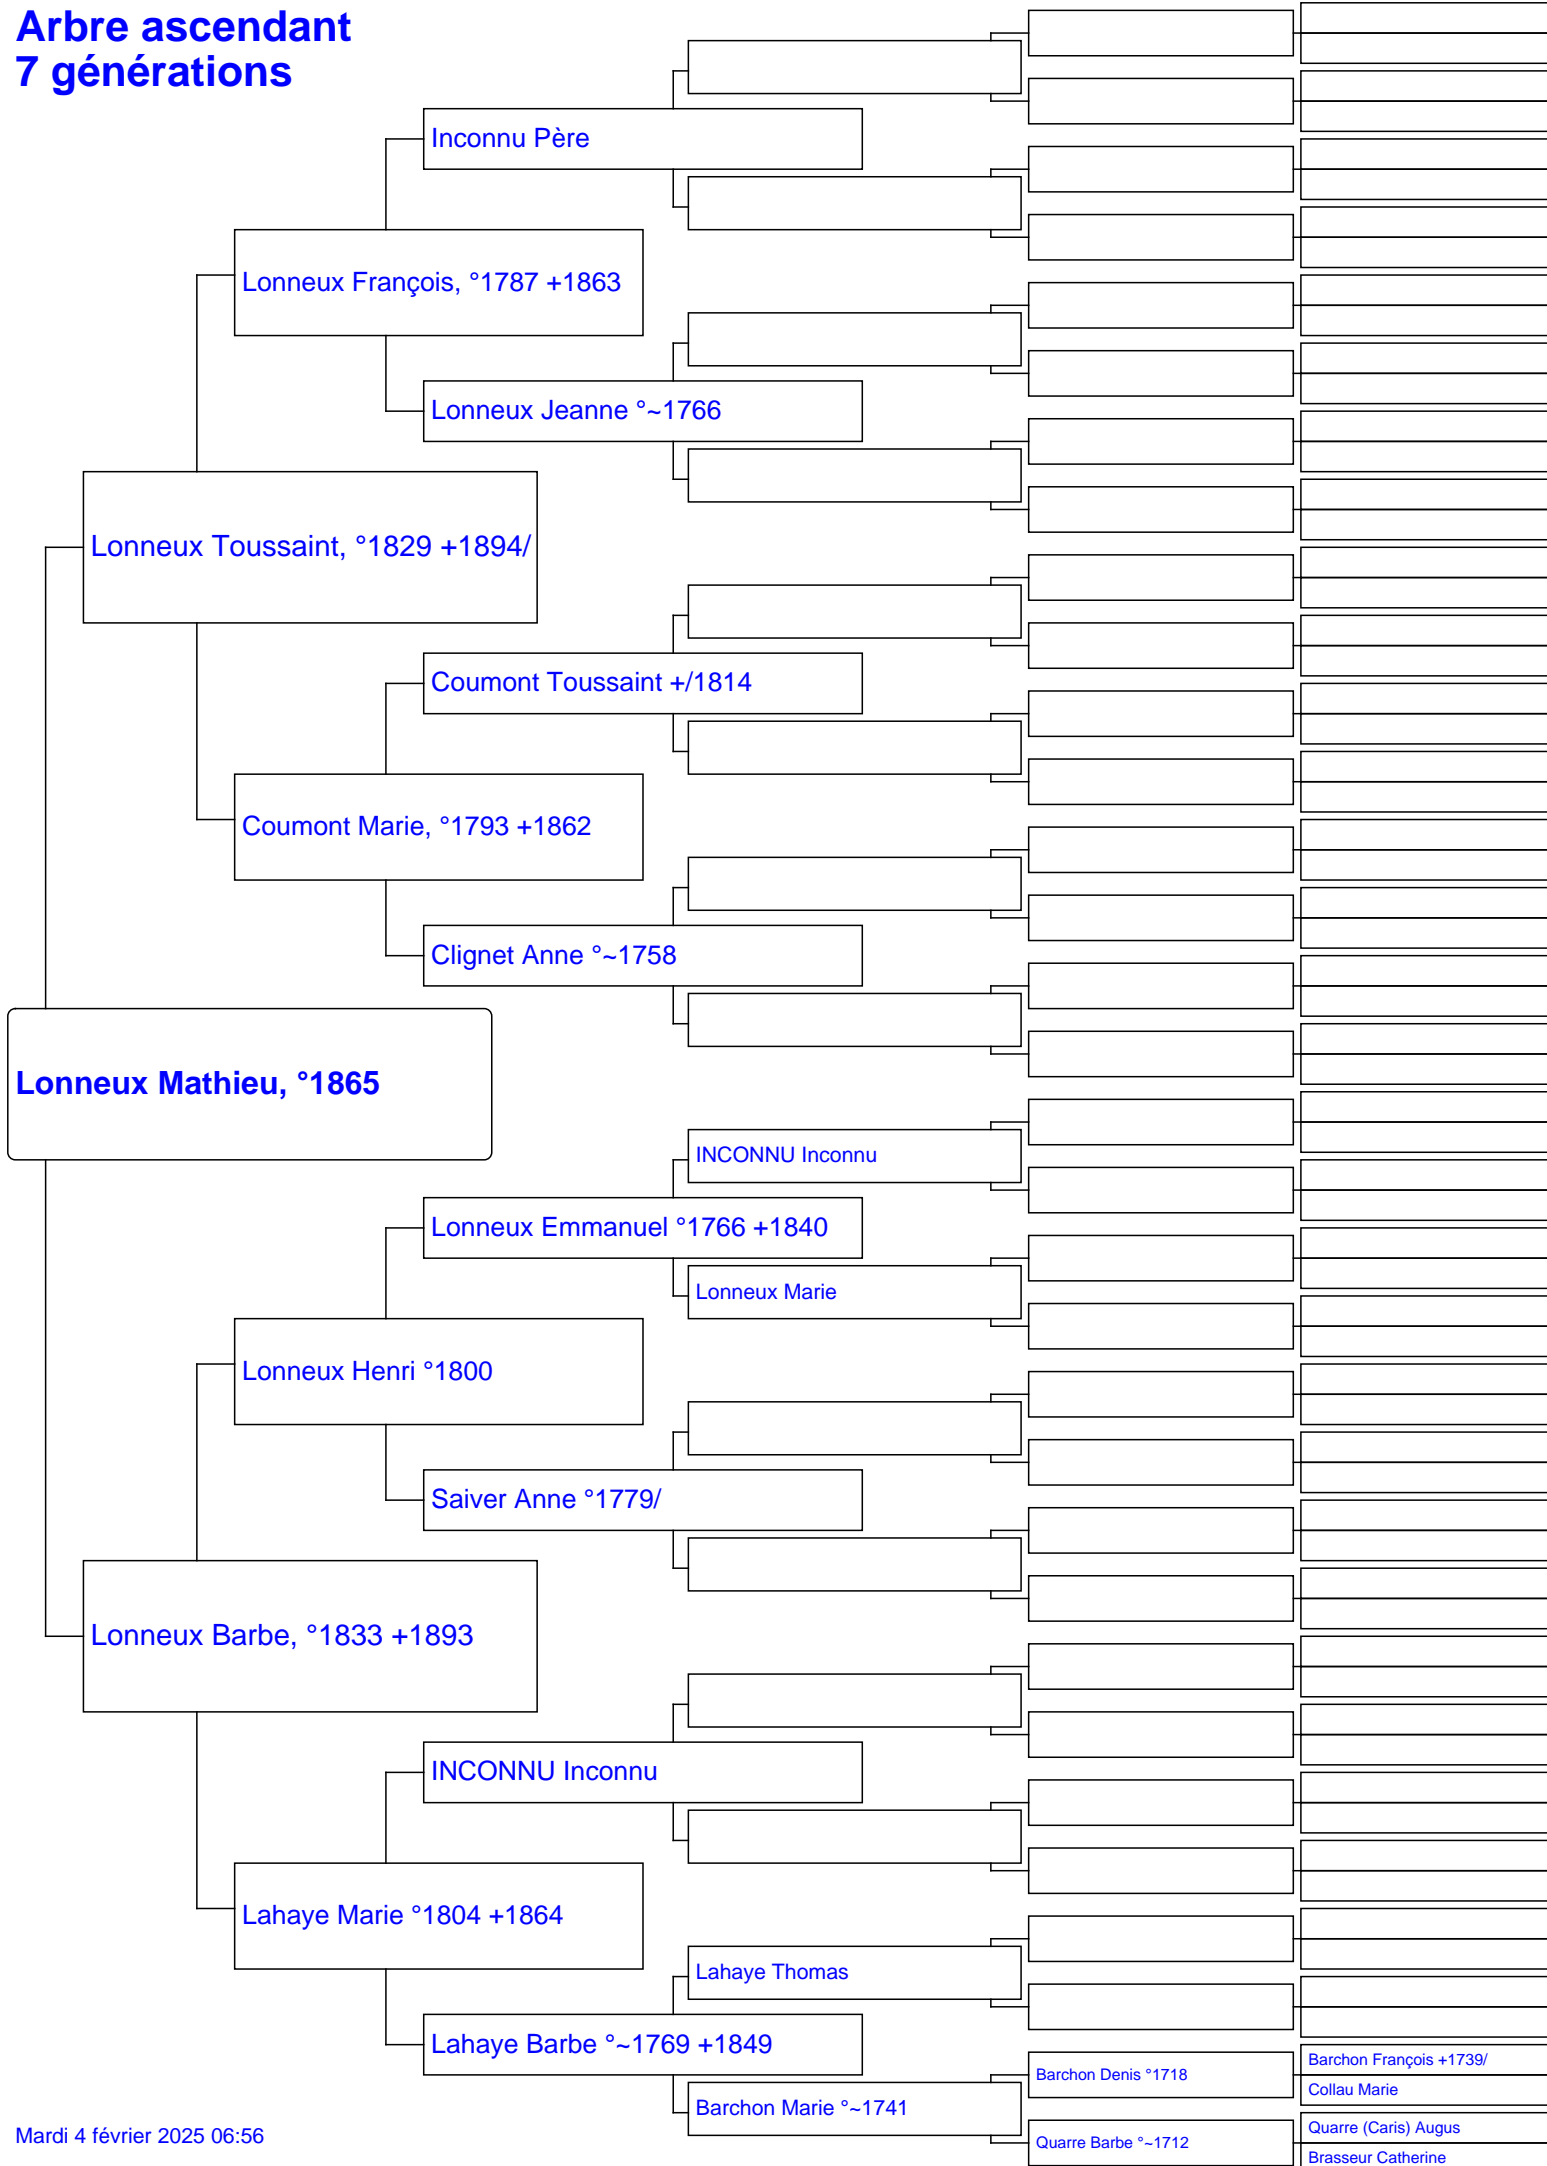 Arbre ascendant
7 générations
Inconnu Père
Lonneux François, °1787 +1863
Lonneux Jeanne °~1766
Lonneux Toussaint, °1829 +1894/
Coumont Toussaint +/1814
Coumont Marie, °1793 +1862
Clignet Anne °~1758
Lonneux Mathieu, °1865
INCONNU Inconnu
Lonneux Emmanuel °1766 +1840
Lonneux Marie
Lonneux Henri °1800
Saiver Anne °1779/
Lonneux Barbe, °1833 +1893
INCONNU Inconnu
Lahaye Marie °1804 +1864
Lahaye Thomas
Lahaye Barbe °~1769 +1849
Barchon François +1739/
Barchon Denis °1718
Collau Marie
Barchon Marie °~1741
Quarre (Caris) Augus
Quarre Barbe °~1712
Brasseur Catherine
Mardi 4 février 2025 06:56